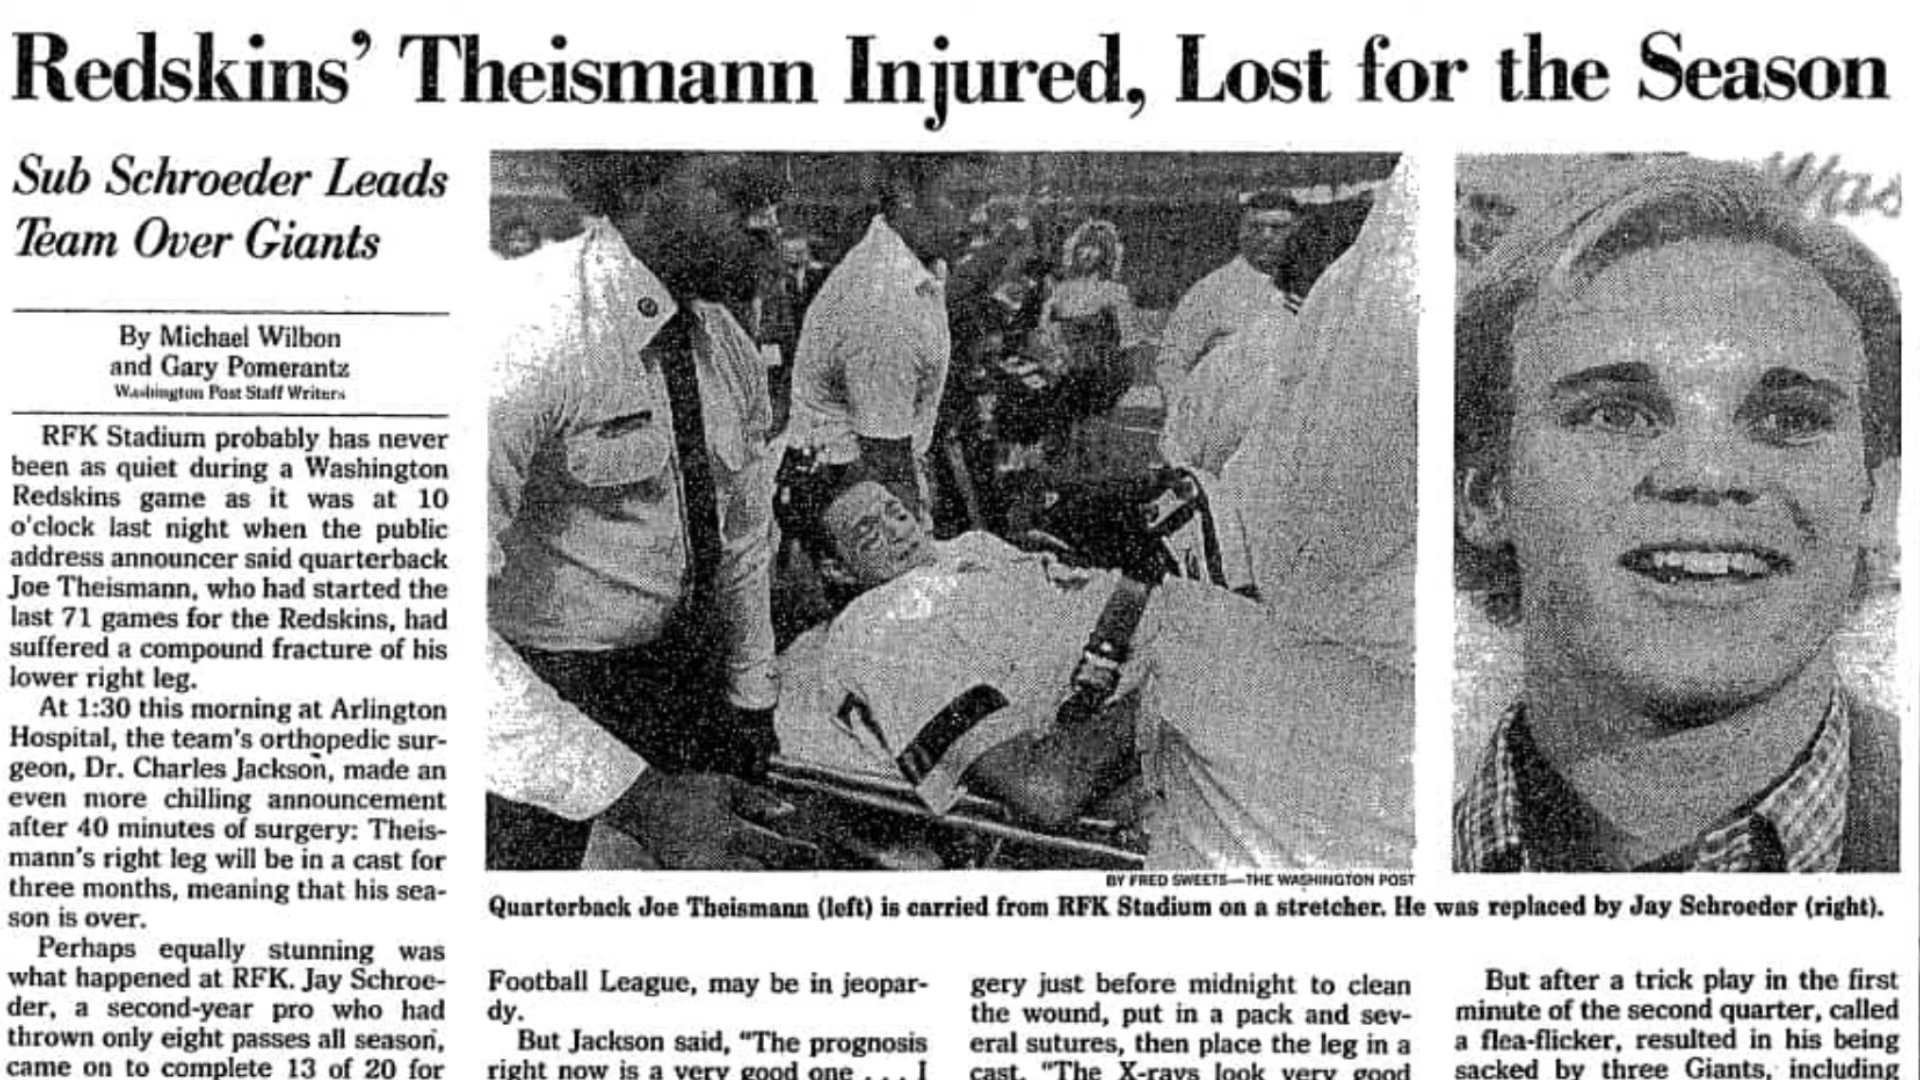 Redskins' Theismann Injured, Lost for the Season
Sub Schroeder Leads
Team Over Giants
By Michael Wilbon
and Gary Pomerantz
Washington Post Staff Writers
RFK Stadium probably has never
been as quiet during a Washington
Redskins game as it was at 10
o'clock last night when the public
address announcer said quarterback
Joe Theismann, who had started the
last 71 games for the Redskins, had
suffered a compound fracture of his
lower right leg.
At 1:30 this morning at Arlington
Hospital, the team's orthopedic sur-
geon, Dr. Charles Jackson, made an
even more chilling announcement
after 40 minutes of surgery: Theis-
mann's right leg will be in a cast for
three months, meaning that his sea-
son is over.
Perhaps equally stunning was
what happened at RFK. Jay Schroe-
der, a second-year pro who had
thrown only eight passes all season,
came on to complete 13 of 20 for
BY FRED SWEETS—THE WASHINGTON POST
Quarterback Joe Theismann (left) is carried from RFK Stadium on a stretcher. He was replaced by Jay Schroeder (right).
Football League, may be in jeopar-
dy.
But Jackson said, "The prognosis
right now is a very good one . . . I
gery just before midnight to clean
the wound, put in a pack and sev-
eral sutures, then place the leg in a
cast. "The X-rays look very good
But after a trick play in the first
minute of the second quarter, called
a flea-flicker, resulted in his being
sacked by three Giants, including